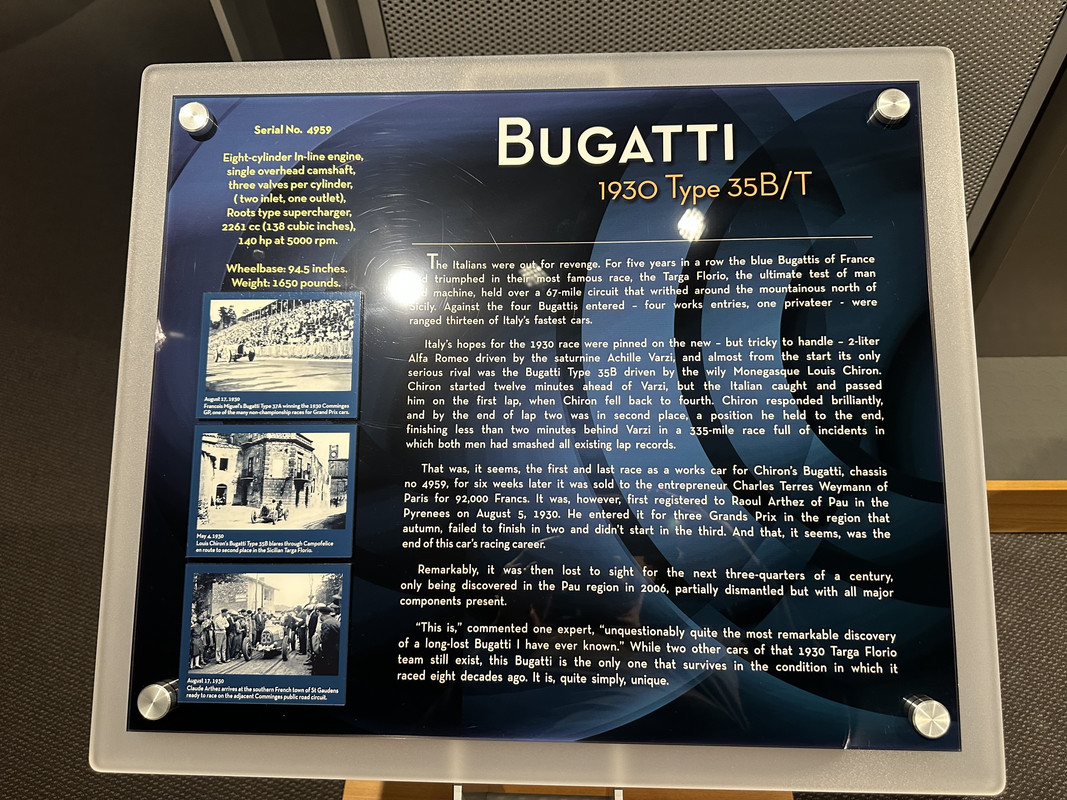 Serial No. 4959
Eight-cylinder In-line engine,
single overhead camshaft,
three valves per cylinder,
( two inlet, one outlet),
Roots type supercharger,
2261 cc (138 cubic inches),
140 hp at 5000 rpm.
Wheelbase: 94.5 inches.
Weight: 1650 pounds.
August 17, 1930
Francois Miguel's Bugatti Type 37A winning the 1930 Comminges
GP, one of the many non-championship races for Grand Prix cars.
May 4, 1930
Louis Chiron's Bugatti Type 35B blares through Campofelice
en route to second place in the Sicilian Targa Florio.
August 17, 1930
Claude Arthez arrives at the southern French town of St Gaudens
ready to race on the adjacent Comminges public road circuit.
BUGATTI
1930 Type 35B/T
The Italians were out for revenge. For five years in a row the blue Bugattis of France
triumphed in their most famous race, the Targa Florio, the ultimate test of man
machine, held over a 67-mile circuit that writhed around the mountainous north of
Sicily. Against the four Bugattis entered – four works entries, one privateer - were
ranged thirteen of Italy's fastest cars.
Italy's hopes for the 1930 race were pinned on the new – but tricky to handle – 2-liter
Alfa Romeo driven by the saturnine Achille Varzi, and almost from the start its only
serious rival was the Bugatti Type 35B driven by the wily Monegasque Louis Chiron.
Chiron started twelve minutes ahead of Varzi, but the Italian caught and passed
him on the first lap, when Chiron fell back to fourth. Chiron responded brilliantly,
and by the end of lap two was in second place, a position he held to the end,
finishing less than two minutes behind Varzi in a 335-mile race full of incidents in
which both men had smashed all existing lap records.
That was, it seems, the first and last race as a works car for Chiron's Bugatti, chassis
no 4959, for six weeks later it was sold to the entrepreneur Charles Terres Weymann of
Paris for 92,000 Francs. It was, however, first registered to Raoul Arthez of Pau in the
Pyrenees on August 5, 1930. He entered it for three Grands Prix in the region that
autumn, failed to finish in two and didn't start in the third. And that, it seems, was the
end of this car's racing career.
Remarkably, it was then lost to sight for the next three-quarters of a century,
only being discovered in the Pau region in 2006, partially dismantled but with all major
components present.
"This is," commented one expert, "unquestionably quite the most remarkable discovery
of a long-lost Bugatti I have ever known." While two other cars of that 1930 Targa Florio
team still exist, this Bugatti is the only one that survives in the condition in which it
raced eight decades ago. It is, quite simply, unique.